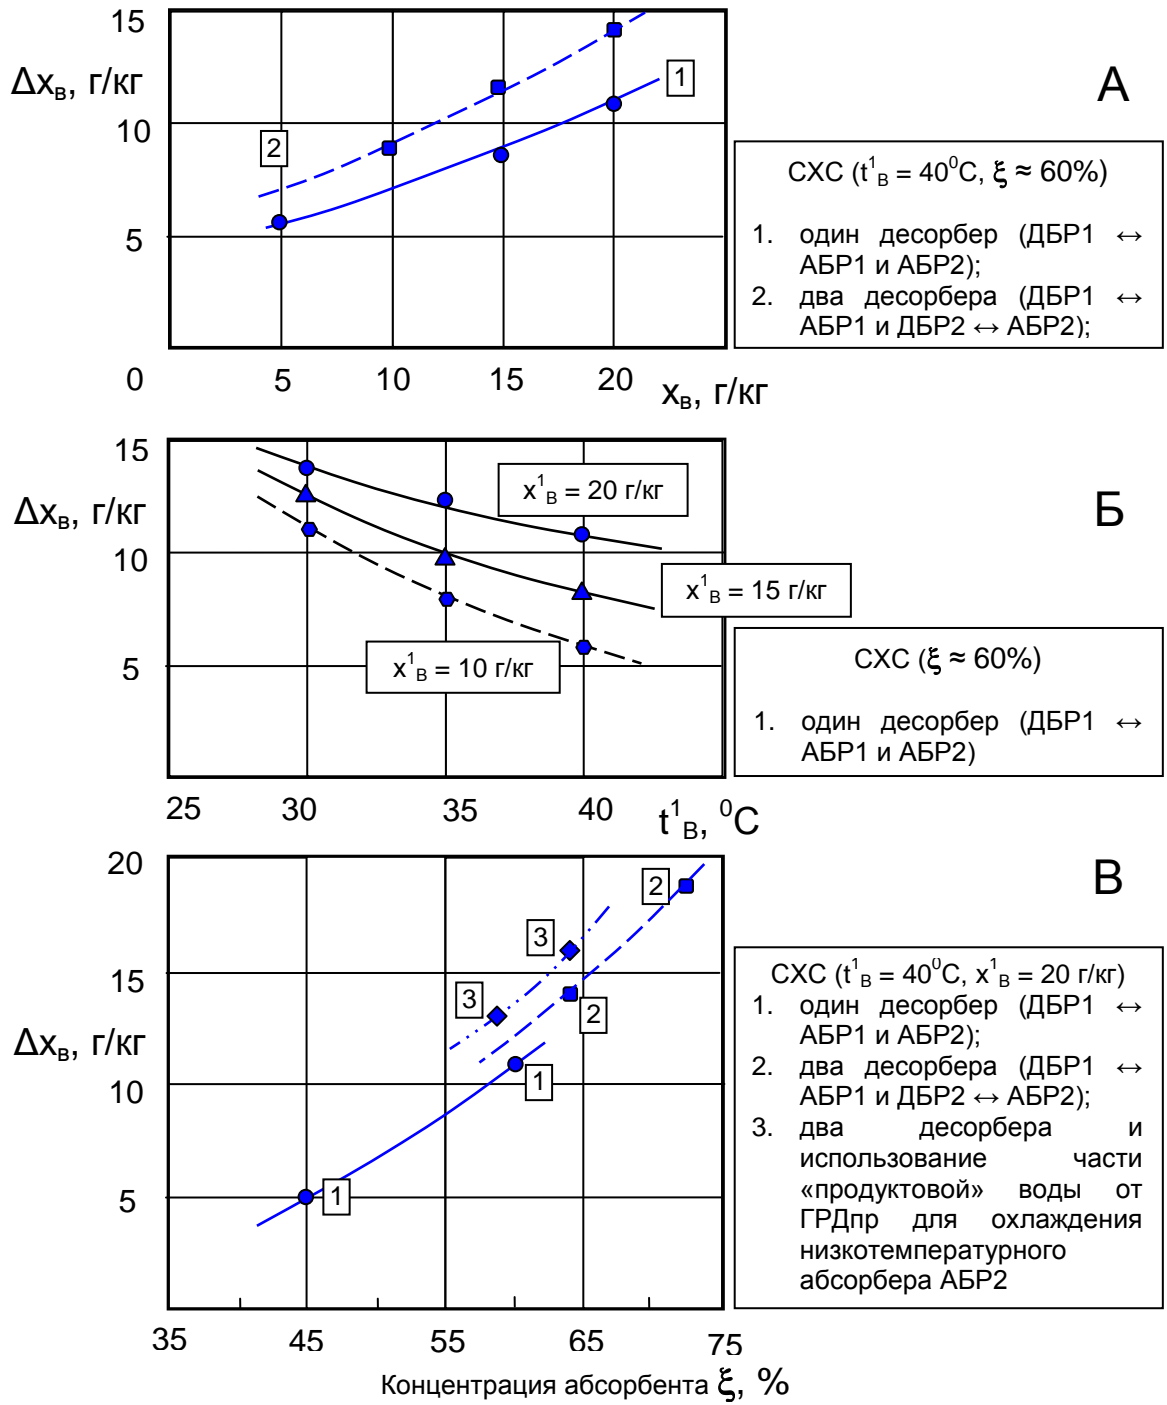 15
Δxв, г/кг
10
5
0
5
10
15
20
xв, г/кг
1
2
А
СХС (t¹в = 40⁰С, ξ ≈ 60%)
1. один десорбер (ДБР1 ↔
АБР1 и АБР2);
2. два десорбера (ДБР1 ↔
АБР1 и ДБР2 ↔ АБР2);
15
Δxв, г/кг
10
5
25
30
35
40
t¹в, ⁰С
x¹в = 20 г/кг
x¹в = 15 г/кг
x¹в = 10 г/кг
Б
СХС (ξ ≈ 60%)
1. один десорбер (ДБР1 ↔
АБР1 и АБР2)
20
15
Δxв, г/кг
10
5
35
45
55
65
75
Концентрация абсорбента ξ, %
2
3
3
2
1
1
В
СХС (t¹в = 40⁰С, x¹в = 20 г/кг)
1. один десорбер (ДБР1 ↔
АБР1 и АБР2);
2. два десорбера (ДБР1 ↔
АБР1 и ДБР2 ↔ АБР2);
3. два десорбера и
использование части
«продуктовой» воды от
ГРДпр для охлаждения
низкотемпературного
абсорбера АБР2